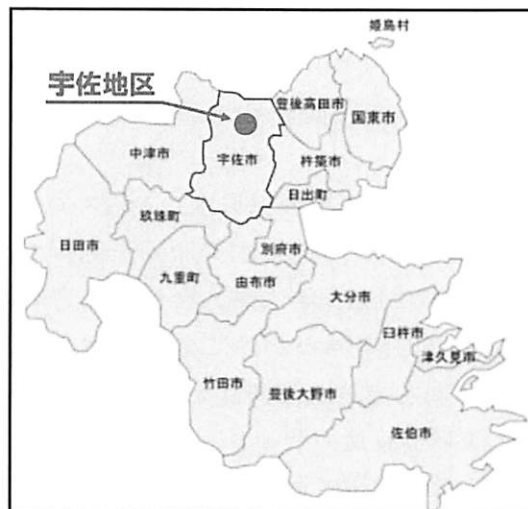 姫島村
宇佐地区
豊後高田市
国東市
中津市
宇佐市
杵築市
日出町
玖珠町
日田市
別府市
九重町
由布市
大分市
臼杵市
津久見市
竹田市
豊後大野市
佐伯市